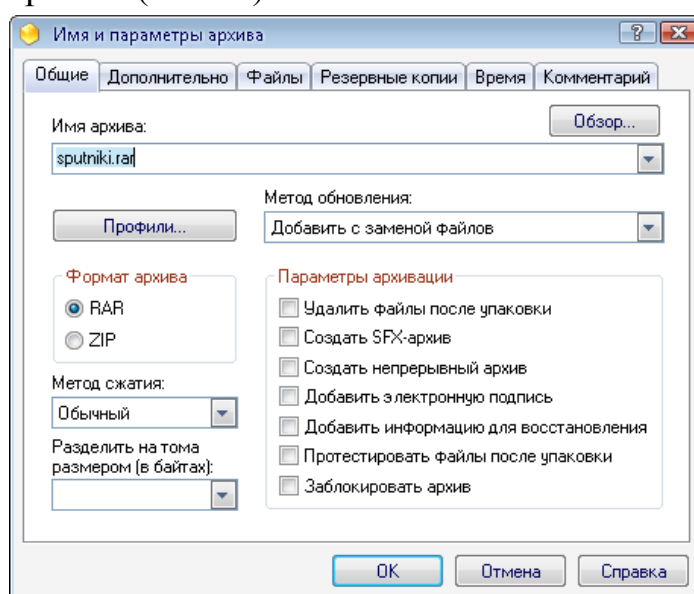 Имя и параметры архива
Общие Дополнительно Файлы Резервные копии Время Комментарий
Имя архива:
Обзор...
sputniki.rar
Метод обновления:
Профили...
Добавить с заменой файлов
Формат архива
Параметры архивации
RAR
Удалить файлы после упаковки
ZIP
Создать SFX-архив
Создать непрерывный архив
Метод сжатия:
Добавить электронную подпись
Обычный
Добавить информацию для восстановления
Разделить на тома
размером (в байтах):
Протестировать файлы после упаковки
Заблокировать архив
OK Отмена Справка